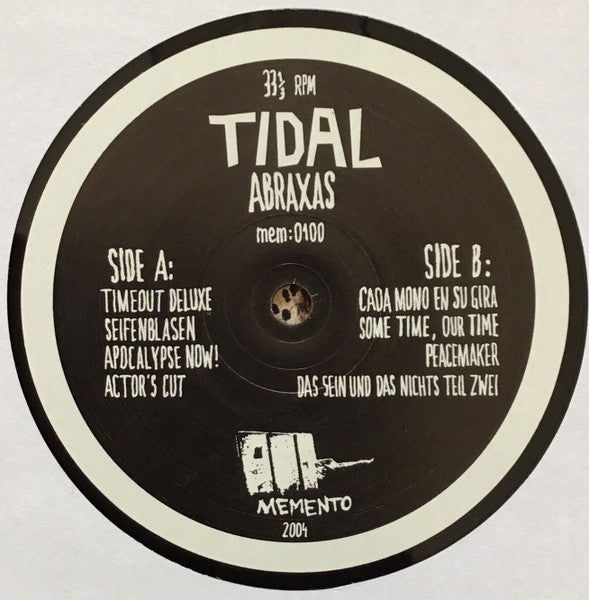 33⅓ RPM
TIDAL
ABRAXAS
mem:0100
SIDE A:
TIMEOUT DELUXE
SEIFENBLASEN
APOCALYPSE NOW!
ACTOR'S CUT
SIDE B:
CADA MONO EN SU GIRA
SOME TIME, OUR TIME
PEACEMAKER
DAS SEIN UND DAS NICHTS TEIL ZWEI
MEMENTO
2004